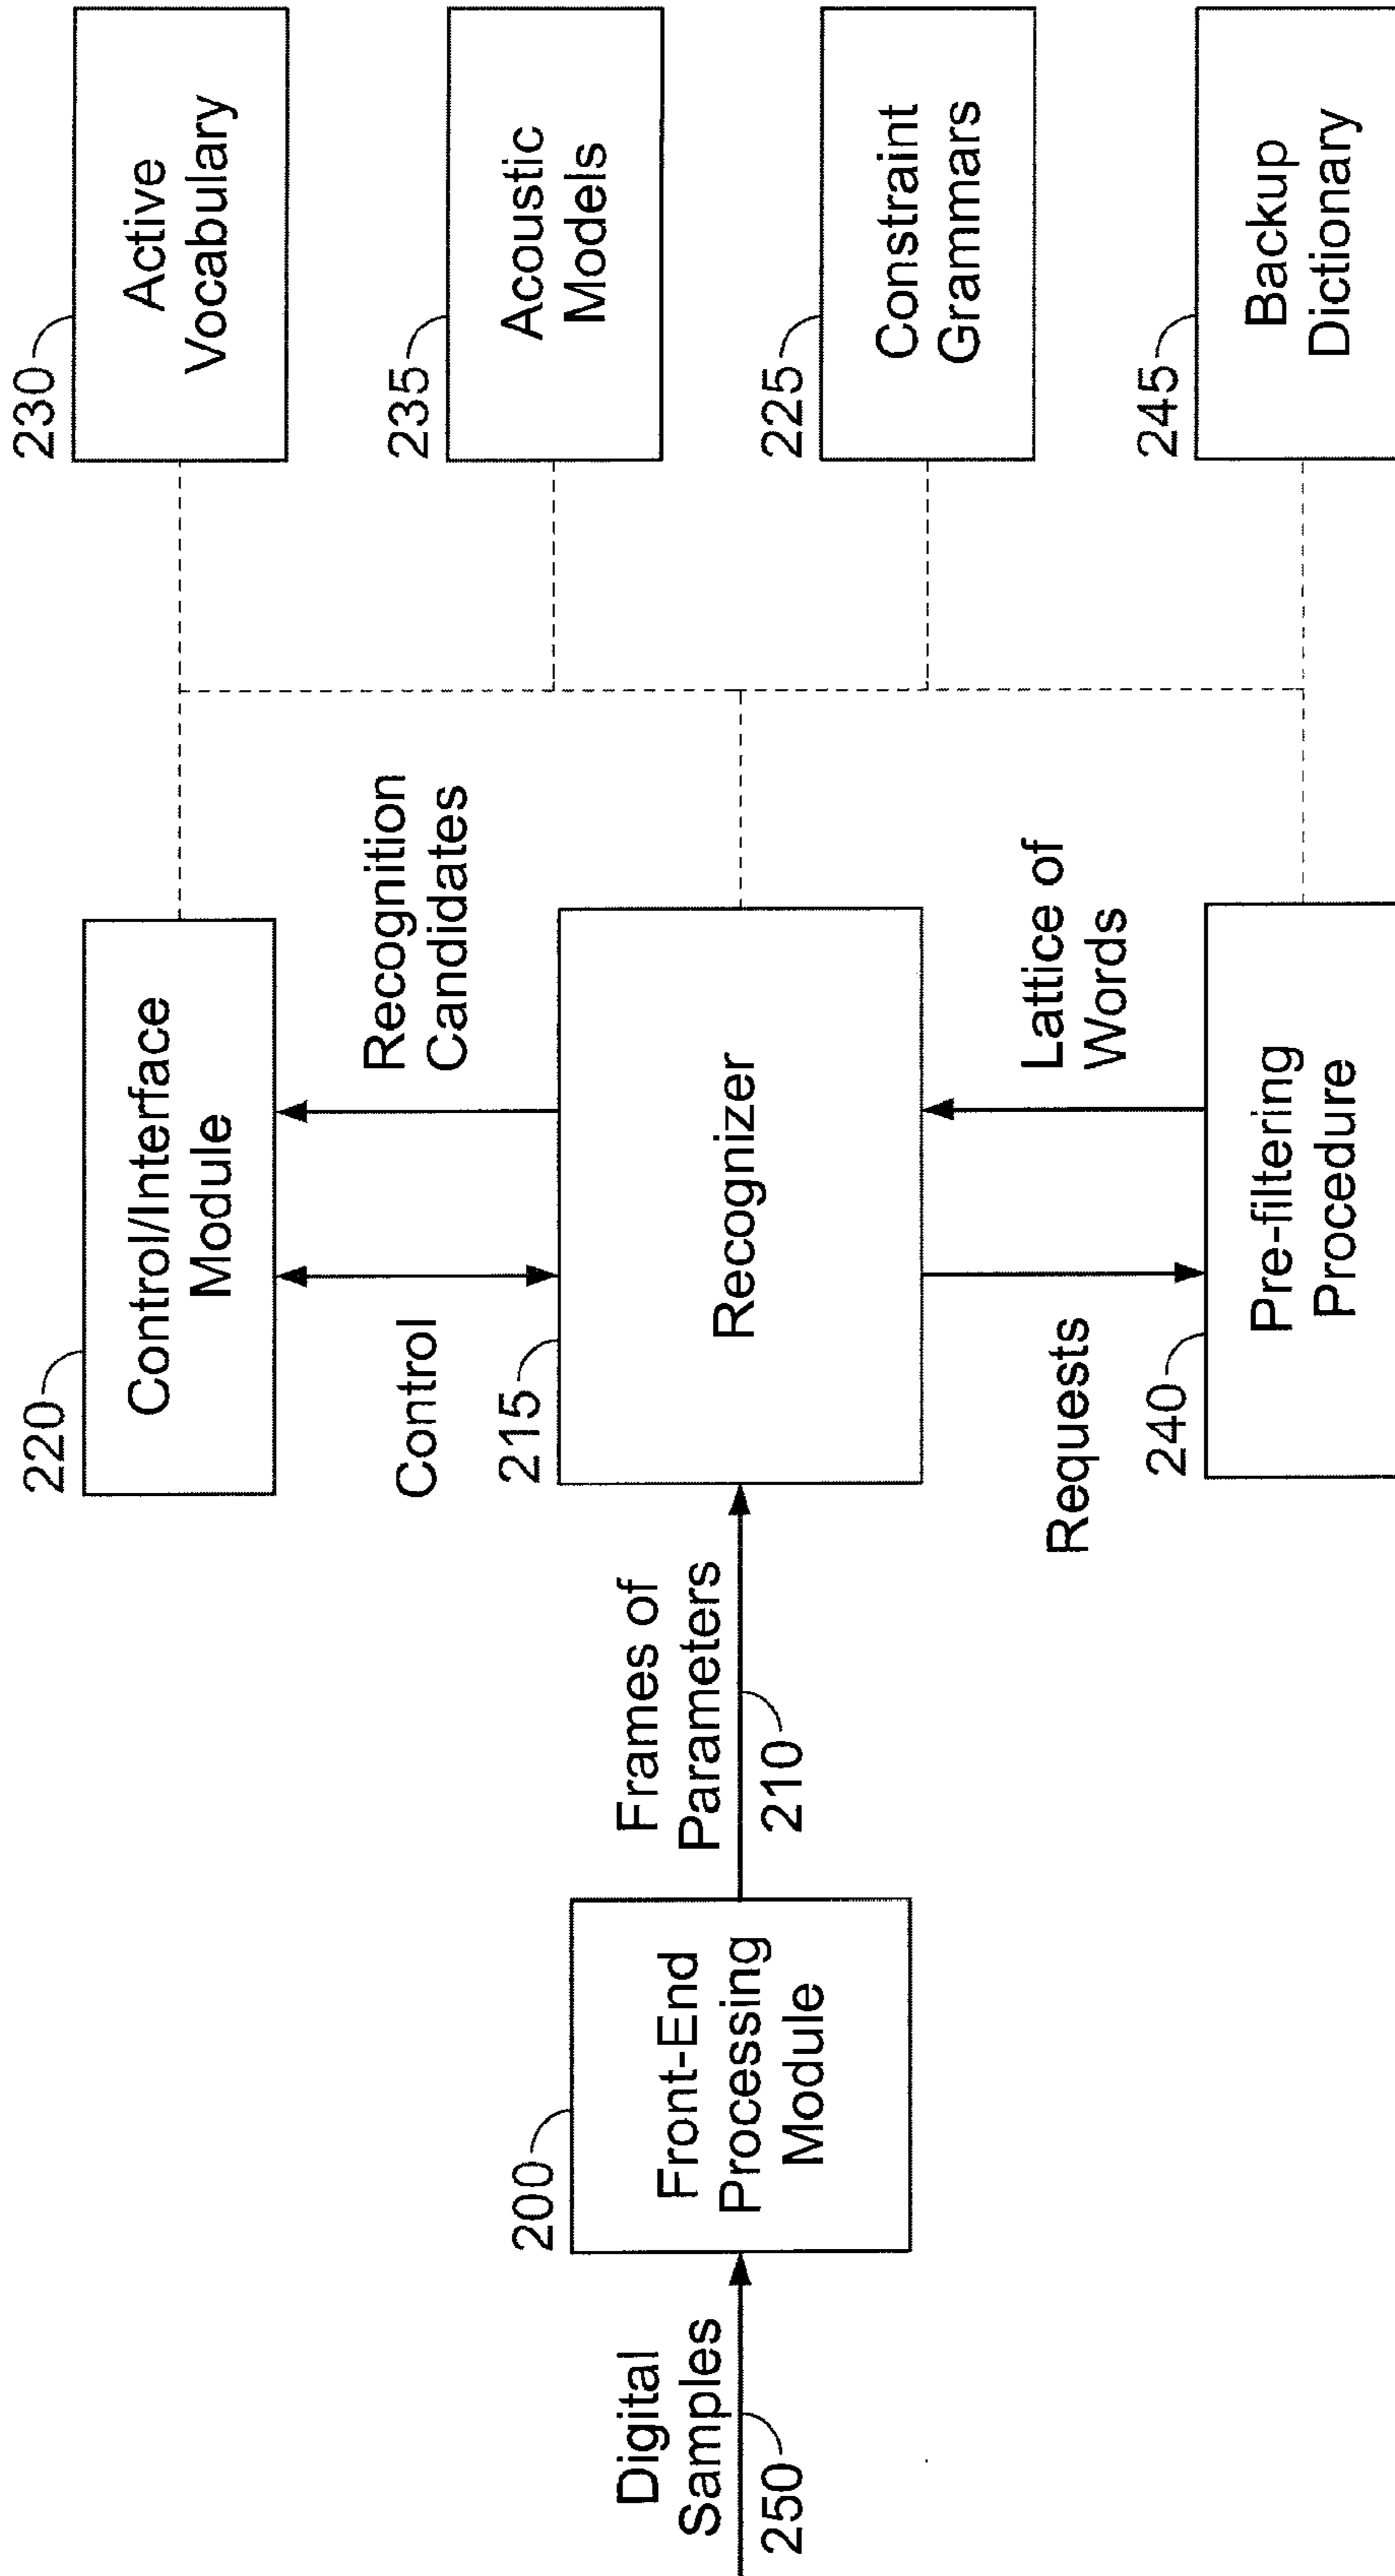 230
Active
Vocabulary
235
Acoustic
Models
225
Constraint
Grammars
245
Backup
Dictionary
220
Control/Interface
Module
Control
Recognition
Candidates
215
Recognizer
Requests
Lattice of
Words
240
Pre-filtering
Procedure
Frames of
Parameters
210
200
Front-End
Processing
Module
Digital
Samples
250